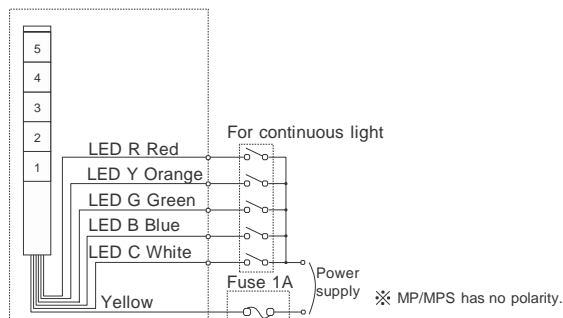 5
4
3
2
1
For continuous light
LED R Red
LED Y Orange
LED G Green
LED B Blue
LED C White
Fuse 1A
Power
supply
※ MP/MPS has no polarity.
Yellow